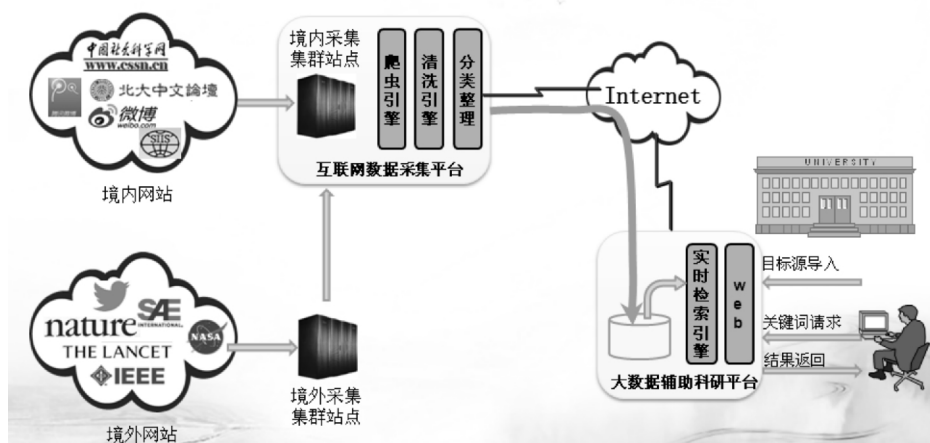 中国社会科学网
www.cssn.cn
北大中文論壇
微博
weibo.com
SIIS
境内网站
境内采集
集群站点
爬虫引擎
清洗引擎
分类整理
互联网数据采集平台
Internet
UNIVERSITY
nature
SAE
INTERNATIONAL
NASA
THE LANCET
IEEE
境外网站
境外采集
集群站点
实时检索引擎
web
大数据辅助科研平台
目标源导入
关键词请求
结果返回